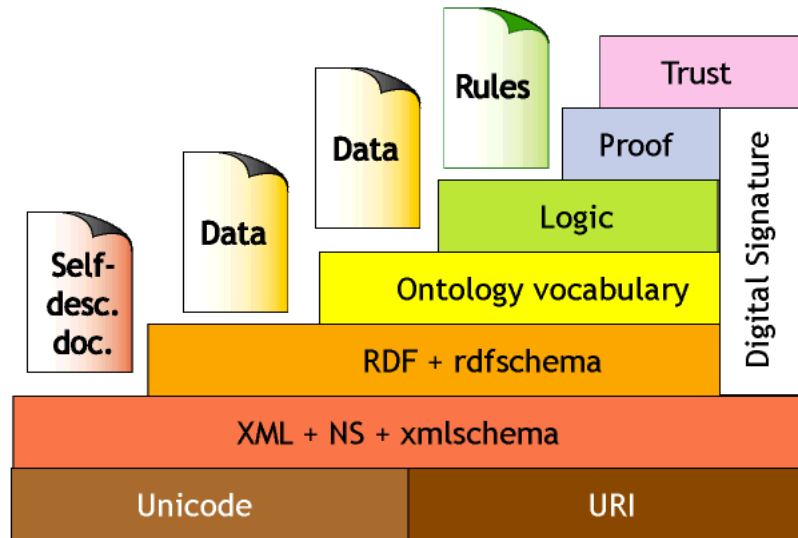 Trust
Rules
Proof
Data
Digital Signature
Logic
Data
Self-
desc.
doc.
Ontology vocabulary
RDF + rdfschema
XML + NS + xmlschema
Unicode
URI